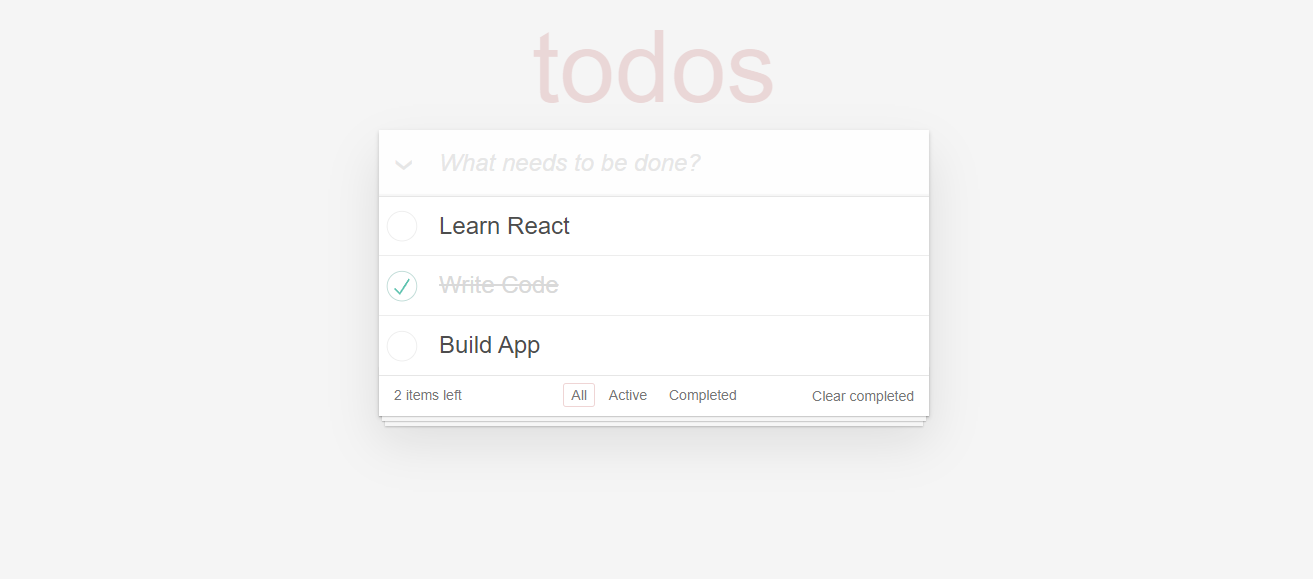 todos
What needs to be done?
Learn React
Write Code
Build App
2 items left All Active Completed Clear completed